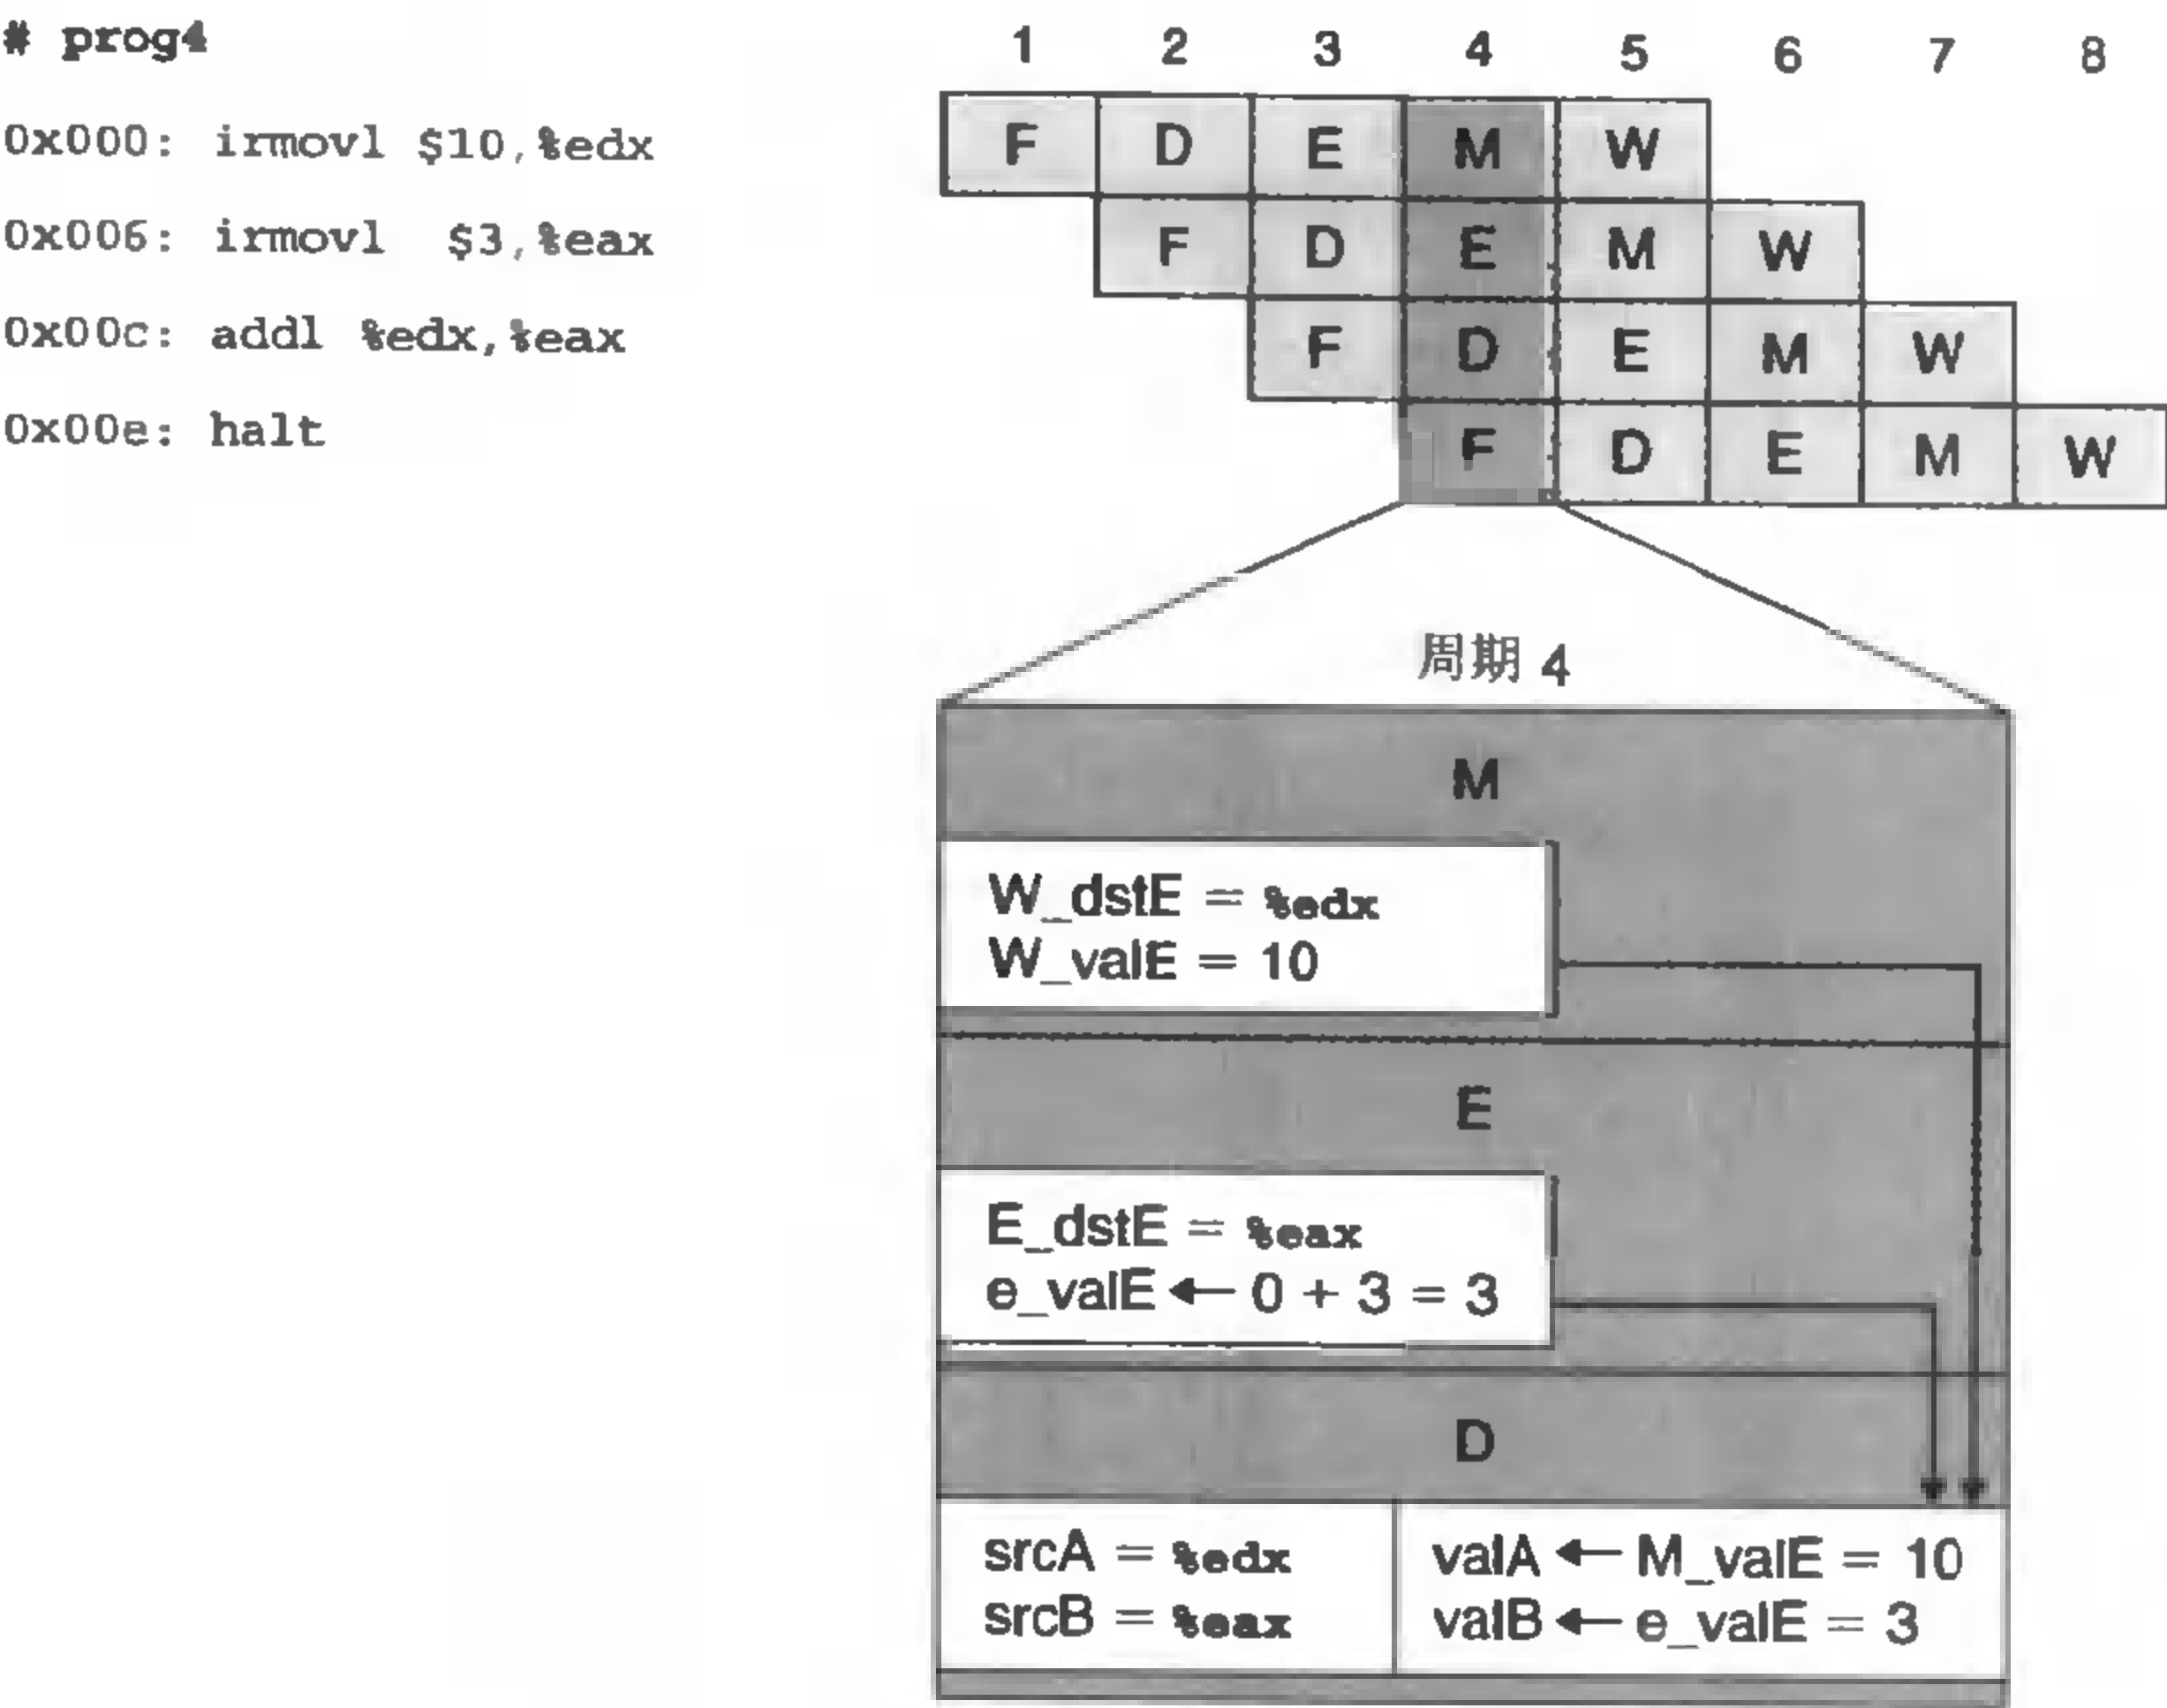 # prog4
1 2 3 4 5 6 7 8
0x000: irmovl $10,%edx
F D E M W
0x006: irmovl $3,%eax
F D E M W
0x00c: addl %edx,%eax
F D E M W
0x00e: halt
F D E M W
周期 4
M
W_dstE = %edx
W_valE = 10
E
E_dstE = %eax
e_valE ← 0 + 3 = 3
D
srcA = %edx
srcB = %eax
valA ← M_valE = 10
valB ← e_valE = 3